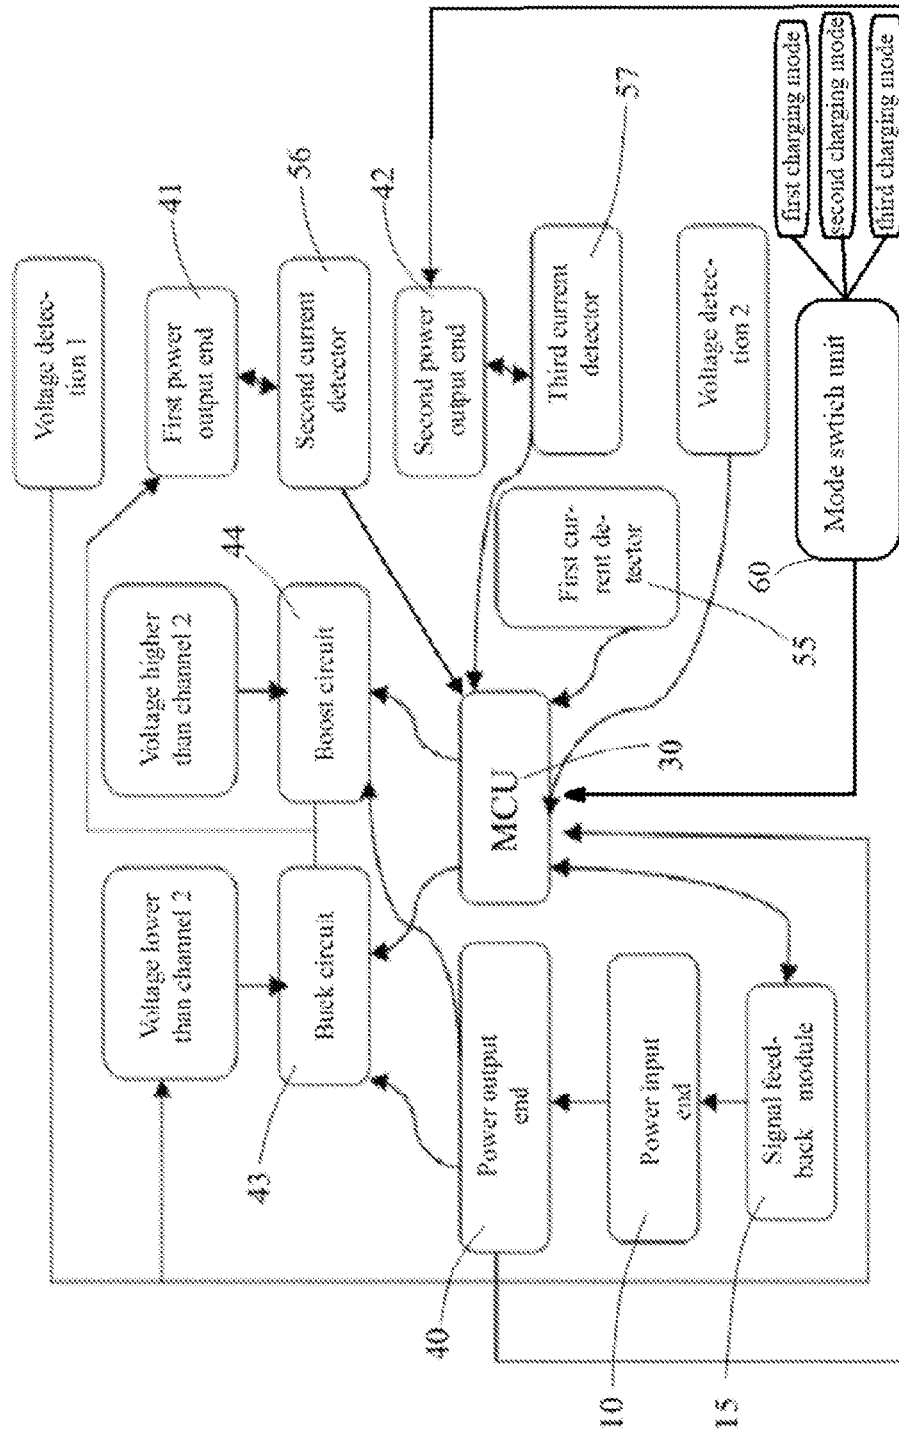 Voltage detec-
tion 1
41
First power
output end
56
Second current
detector
42
Second power
output end
57
Third current
detector
Voltage detec-
tion 2
first charging mode
second charging mode
third charging mode
Mode swtich unit
60
First cur-
rent de-
tector
55
Voltage higher
than channel 2
44
Boost circuit
MCU
30
Voltage lower
than channel 2
Buck circuit
43
Power output
end
40
Power input
end
10
Signal feed-
back module
15